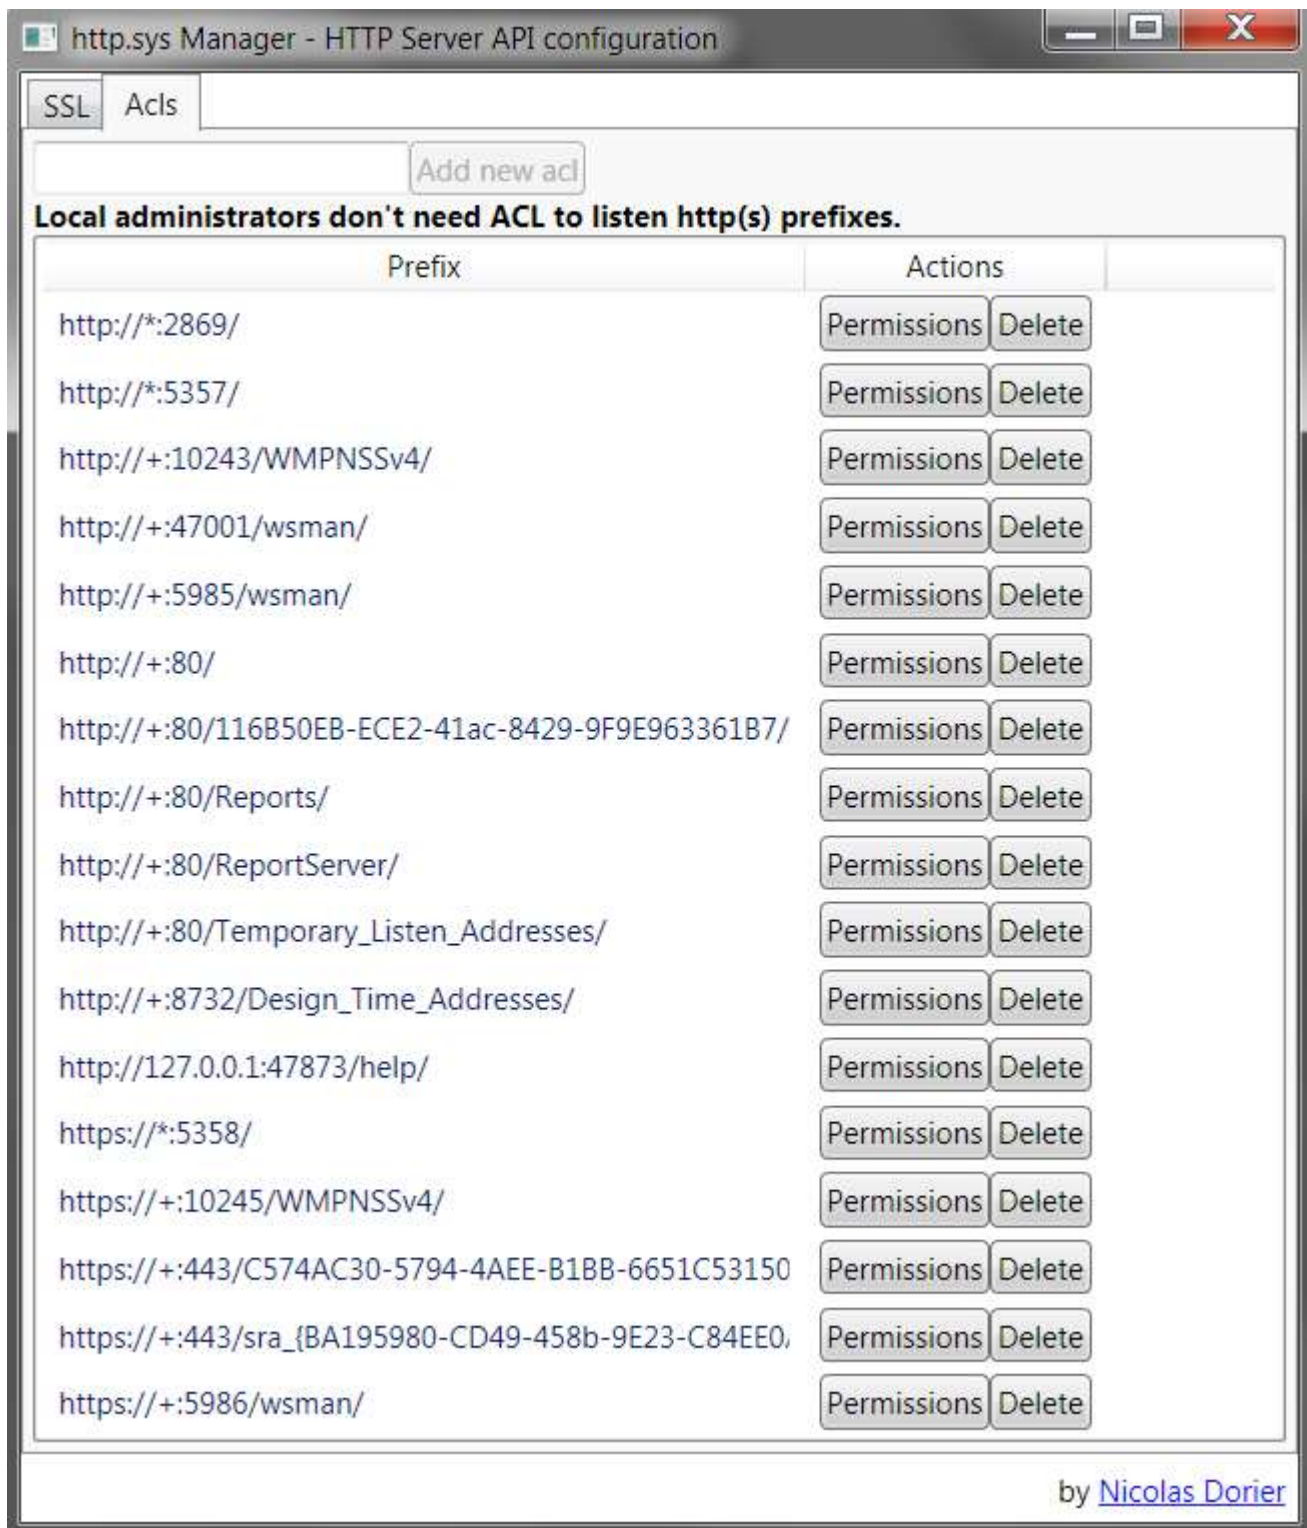 http.sys Manager - HTTP Server API configuration
SSL Acls
Add new acl
Local administrators don't need ACL to listen http(s) prefixes.
Prefix Actions
http://*:2869/ Permissions Delete
http://*:5357/ Permissions Delete
http://+:10243/WMPNSSv4/ Permissions Delete
http://+:47001/wsman/ Permissions Delete
http://+:5985/wsman/ Permissions Delete
http://+:80/ Permissions Delete
http://+:80/116B50EB-ECE2-41ac-8429-9F9E963361B7/ Permissions Delete
http://+:80/Reports/ Permissions Delete
http://+:80/ReportServer/ Permissions Delete
http://+:80/Temporary_Listen_Addresses/ Permissions Delete
http://+:8732/Design_Time_Addresses/ Permissions Delete
http://127.0.0.1:47873/help/ Permissions Delete
https://*:5358/ Permissions Delete
https://+:10245/WMPNSSv4/ Permissions Delete
https://+:443/C574AC30-5794-4AEE-B1BB-6651C53150 Permissions Delete
https://+:443/sra_{BA195980-CD49-458b-9E23-C84EE0 Permissions Delete
https://+:5986/wsman/ Permissions Delete
by Nicolas Dorier